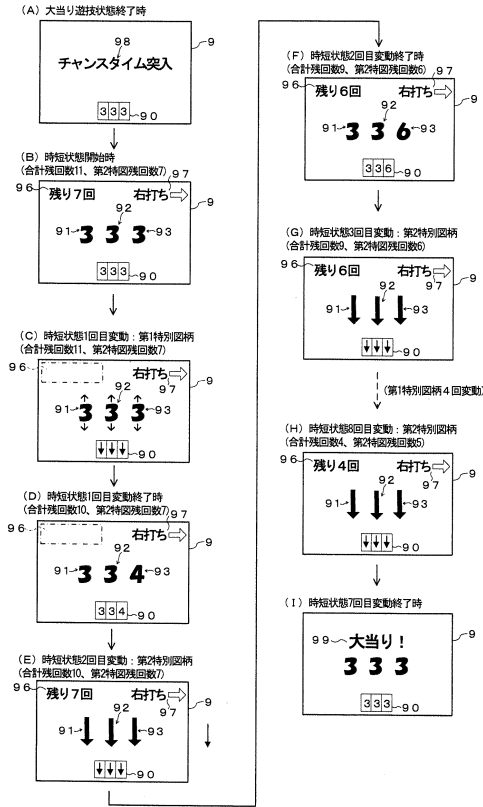 (A) 大当り遊技状態終了時
98
9
チャンスタイム突入
3 3 3
90
(B) 時短状態開始時
(合計残回数11、第2特図残回数7)
97
96
残り7回
右打ち
9
92
91
3 3 3
93
3 3 3
90
(C) 時短状態1回目変動：第1特別図柄
(合計残回数11、第2特図残回数7)
96
右打ち
9
97
92
91
3 3 3
93
90
(D) 時短状態1回目変動終了時
(合計残回数10、第2特図残回数7)
97
96
右打ち
9
92
91
3 3 4
93
3 3 4
90
(E) 時短状態2回目変動：第2特別図柄
(合計残回数10、第2特図残回数7)
96
残り7回
右打ち
9
97
92
91
93
90
(F) 時短状態2回目変動終了時
(合計残回数9、第2特図残回数6)
97
96
残り6回
右打ち
9
92
91
3 3 6
93
3 3 6
90
(G) 時短状態3回目変動：第2特別図柄
(合計残回数9、第2特図残回数6)
96
残り6回
右打ち
9
97
92
91
93
90
(第1特別図柄4回変動)
(H) 時短状態8回目変動：第2特別図柄
(合計残回数4、第2特図残回数5)
96
残り4回
右打ち
9
97
92
91
93
90
(I) 時短状態7回目変動終了時
99
大当り！
9
3 3 3
3 3 3
90